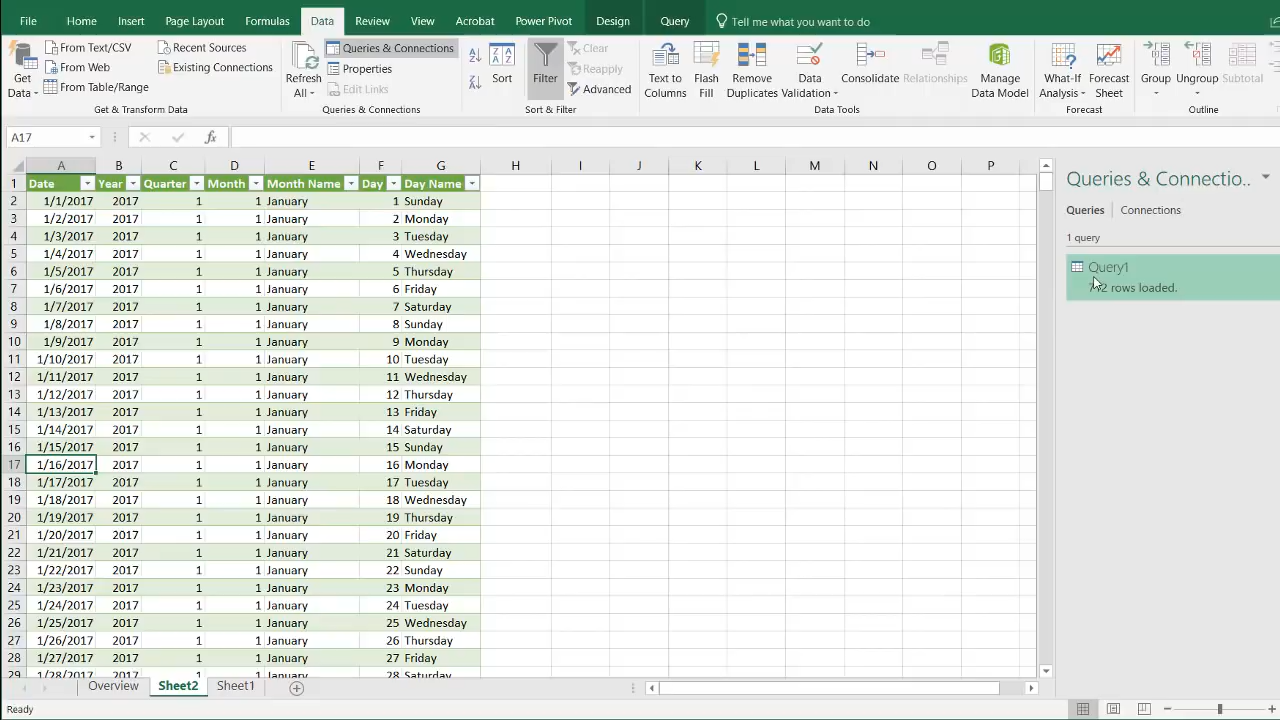 File Home Insert Page Layout Formulas Data Review View Acrobat Power Pivot Design Query Tell me what you want to do
Get Data
From Text/CSV
From Web
From Table/Range
Recent Sources
Existing Connections
Get & Transform Data
Refresh All
Queries & Connections
Properties
Edit Links
Queries & Connections
Sort
Filter
Clear
Reapply
Advanced
Sort & Filter
Text to Columns
Flash Fill
Remove Duplicates
Data Validation
Consolidate
Relationships
Manage Data Model
Data Tools
What-If Analysis
Forecast Sheet
Forecast
Group
Ungroup
Subtotal
Outline
A17 fx
A B C D E F G H I J K L M N O P
1 Date Year Quarter Month Month Name Day Day Name
2 1/1/2017 2017 1 1 January 1 Sunday
3 1/2/2017 2017 1 1 January 2 Monday
4 1/3/2017 2017 1 1 January 3 Tuesday
5 1/4/2017 2017 1 1 January 4 Wednesday
6 1/5/2017 2017 1 1 January 5 Thursday
7 1/6/2017 2017 1 1 January 6 Friday
8 1/7/2017 2017 1 1 January 7 Saturday
9 1/8/2017 2017 1 1 January 8 Sunday
10 1/9/2017 2017 1 1 January 9 Monday
11 1/10/2017 2017 1 1 January 10 Tuesday
12 1/11/2017 2017 1 1 January 11 Wednesday
13 1/12/2017 2017 1 1 January 12 Thursday
14 1/13/2017 2017 1 1 January 13 Friday
15 1/14/2017 2017 1 1 January 14 Saturday
16 1/15/2017 2017 1 1 January 15 Sunday
17 1/16/2017 2017 1 1 January 16 Monday
18 1/17/2017 2017 1 1 January 17 Tuesday
19 1/18/2017 2017 1 1 January 18 Wednesday
20 1/19/2017 2017 1 1 January 19 Thursday
21 1/20/2017 2017 1 1 January 20 Friday
22 1/21/2017 2017 1 1 January 21 Saturday
23 1/22/2017 2017 1 1 January 22 Sunday
24 1/23/2017 2017 1 1 January 23 Monday
25 1/24/2017 2017 1 1 January 24 Tuesday
26 1/25/2017 2017 1 1 January 25 Wednesday
27 1/26/2017 2017 1 1 January 26 Thursday
28 1/27/2017 2017 1 1 January 27 Friday
29 1/28/2017 2017 1 1 January 28 Saturday
Queries & Connectio..
Queries Connections
1 query
Query1
rows loaded.
Overview Sheet2 Sheet1
Ready